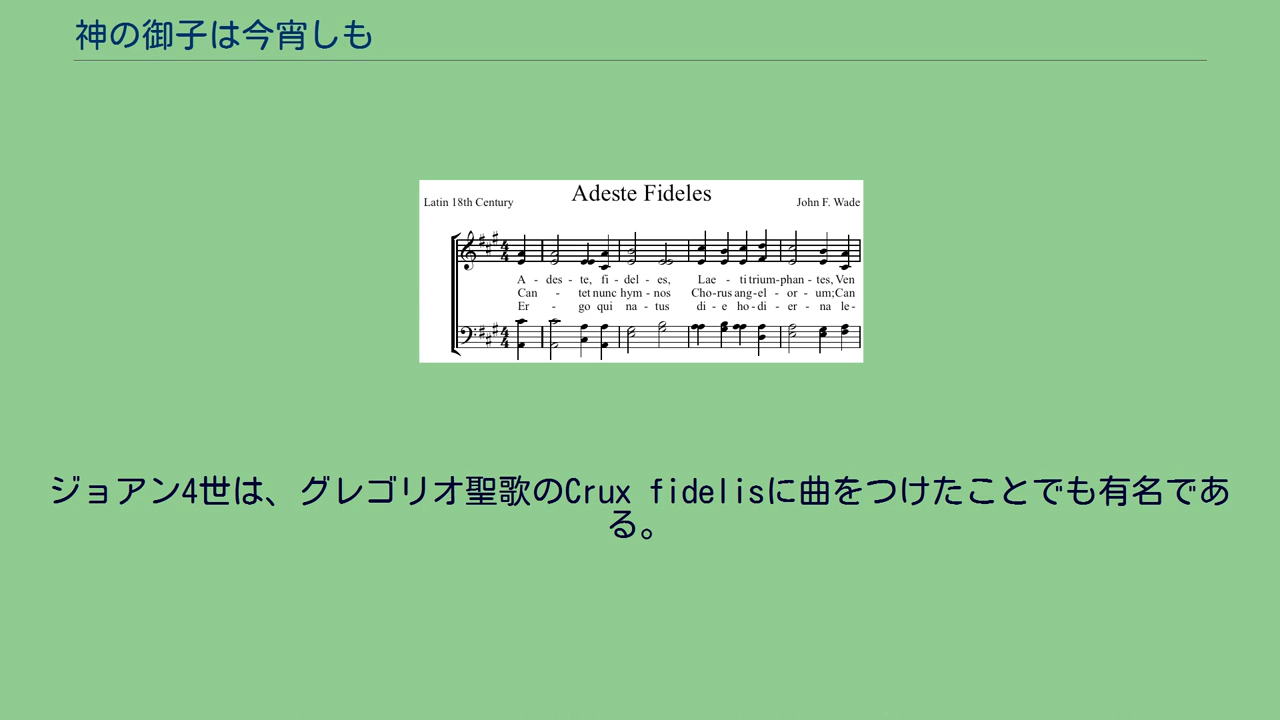 神の御子は今宵しも
Adeste Fideles
Latin 18th Century
John F. Wade
A - des - te, fi - del - es, Lae - ti trium-phan - tes, Ven
Can - tet nunc hym - nos Cho-rus ang-el - or - um;Can
Er - go qui na - tus di - e ho - di - er - na le-
ジョアン4世は、グレゴリオ聖歌のCrux fidelisに曲をつけたことでも有名であ
る。